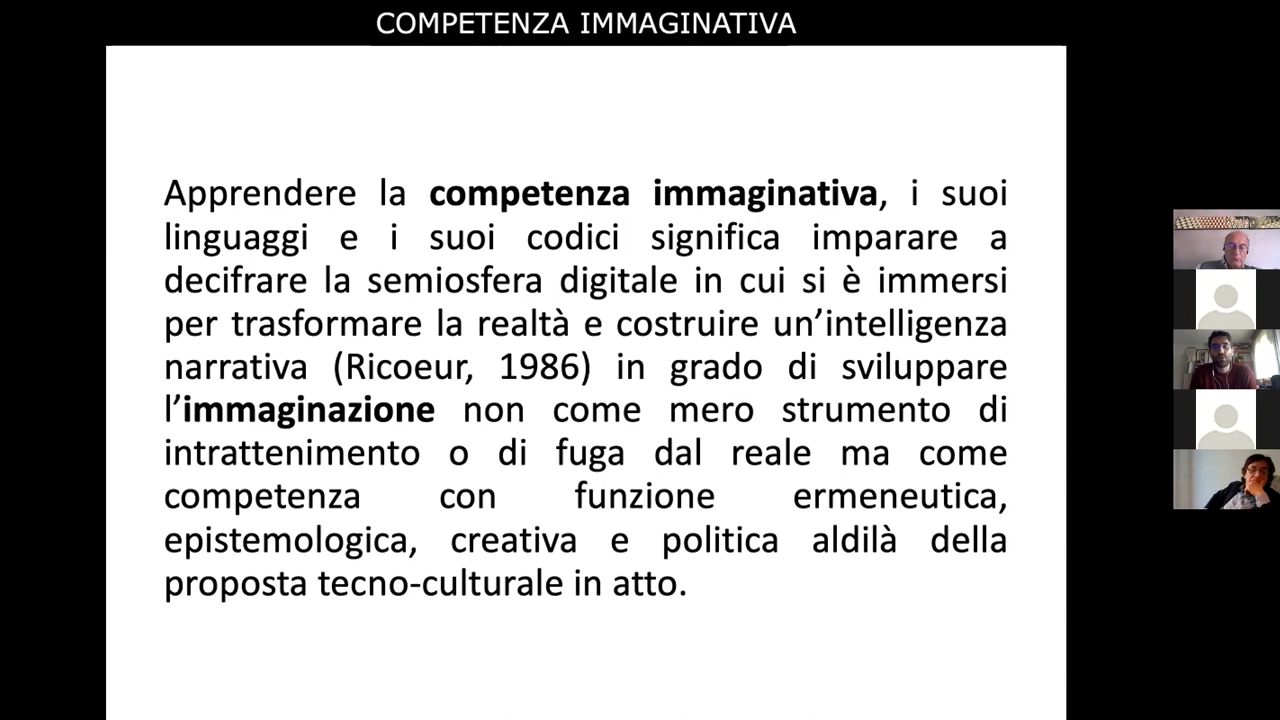 COMPETENZA IMMAGINATIVA
Apprendere la competenza immaginativa, i suoi
linguaggi e i suoi codici significa imparare a
decifrare la semiosfera digitale in cui si è immersi
per trasformare la realtà e costruire un’intelligenza
narrativa (Ricoeur, 1986) in grado di sviluppare
l’immaginazione non come mero strumento di
intrattenimento o di fuga dal reale ma come
competenza con funzione ermeneutica,
epistemologica, creativa e politica aldilà della
proposta tecno-culturale in atto.